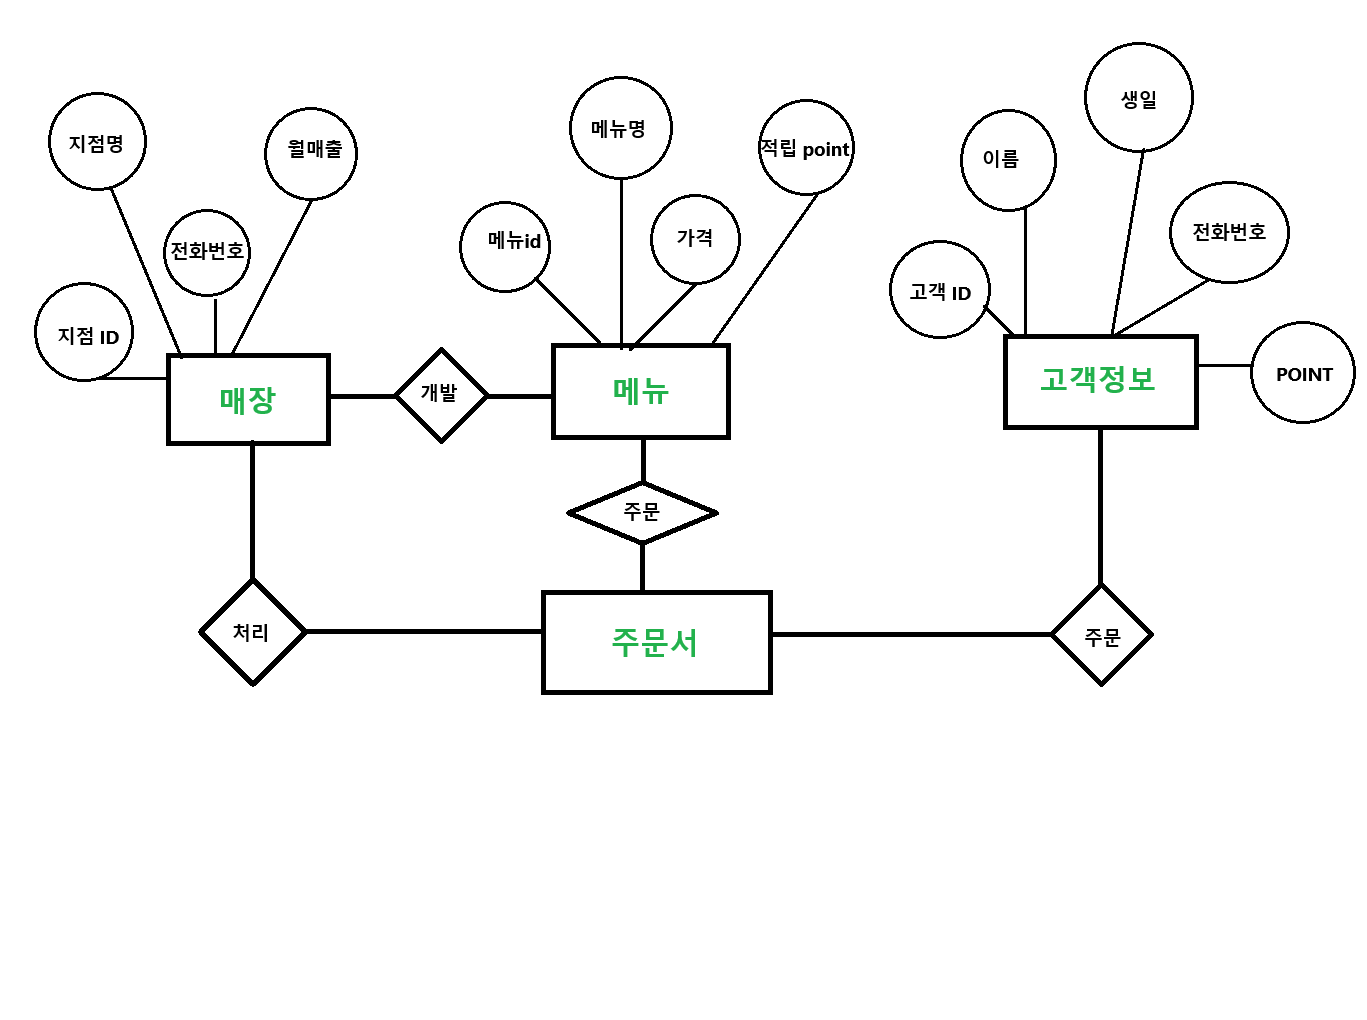 생일
지점명
월매출
메뉴명
적립 point
이름
전화번호
메뉴id
가격
전화번호
고객 ID
지점 ID
POINT
매장
개발
메뉴
고객정보
주문
처리
주문서
주문